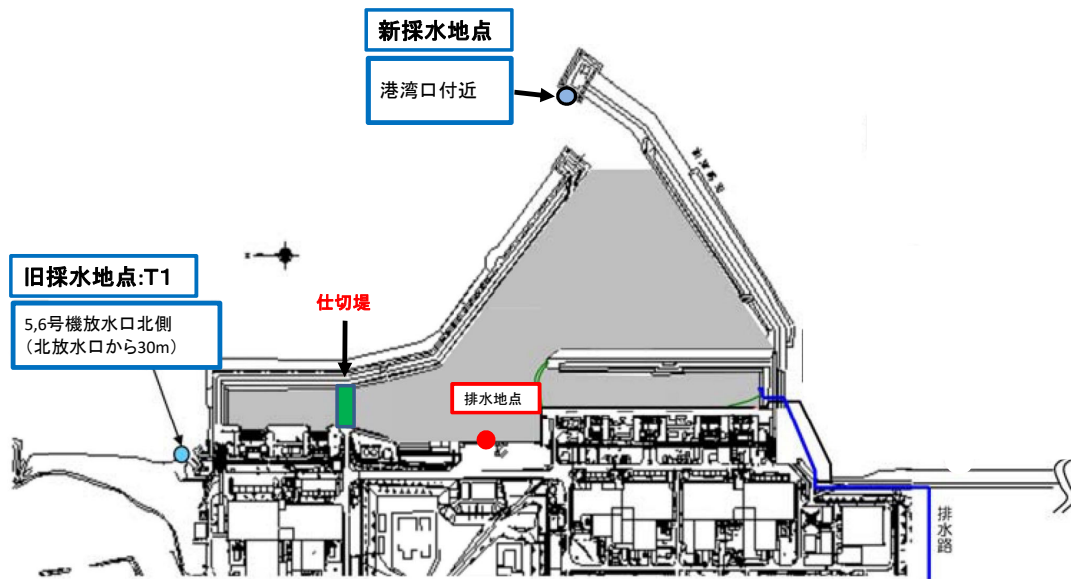 新採水地点
港湾口付近
旧採水地点:T1
5,6号機放水口北側
（北放水口から30m）
仕切堤
排水地点
排水路